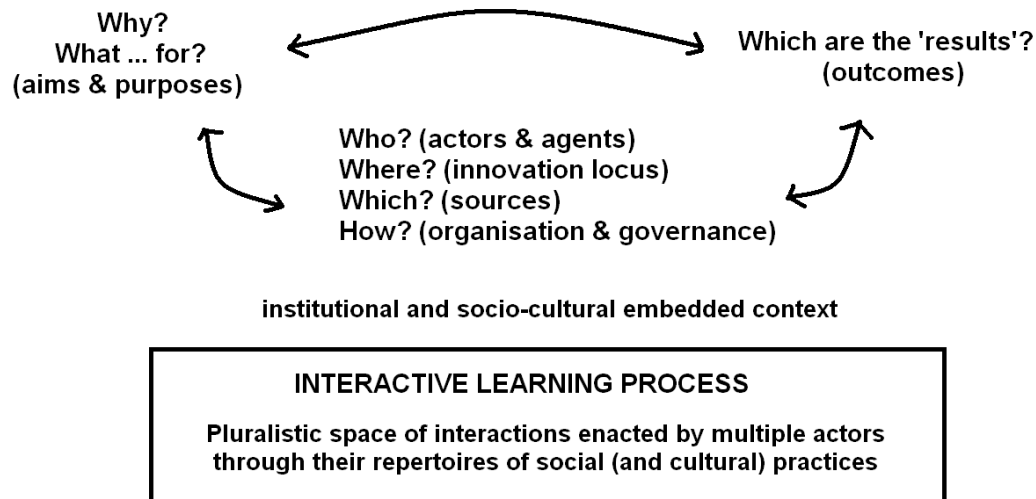 Why?
What ... for?
(aims & purposes)
Which are the 'results'?
(outcomes)
Who? (actors & agents)
Where? (innovation locus)
Which? (sources)
How? (organisation & governance)
institutional and socio-cultural embedded context
INTERACTIVE LEARNING PROCESS
Pluralistic space of interactions enacted by multiple actors
through their repertoires of social (and cultural) practices